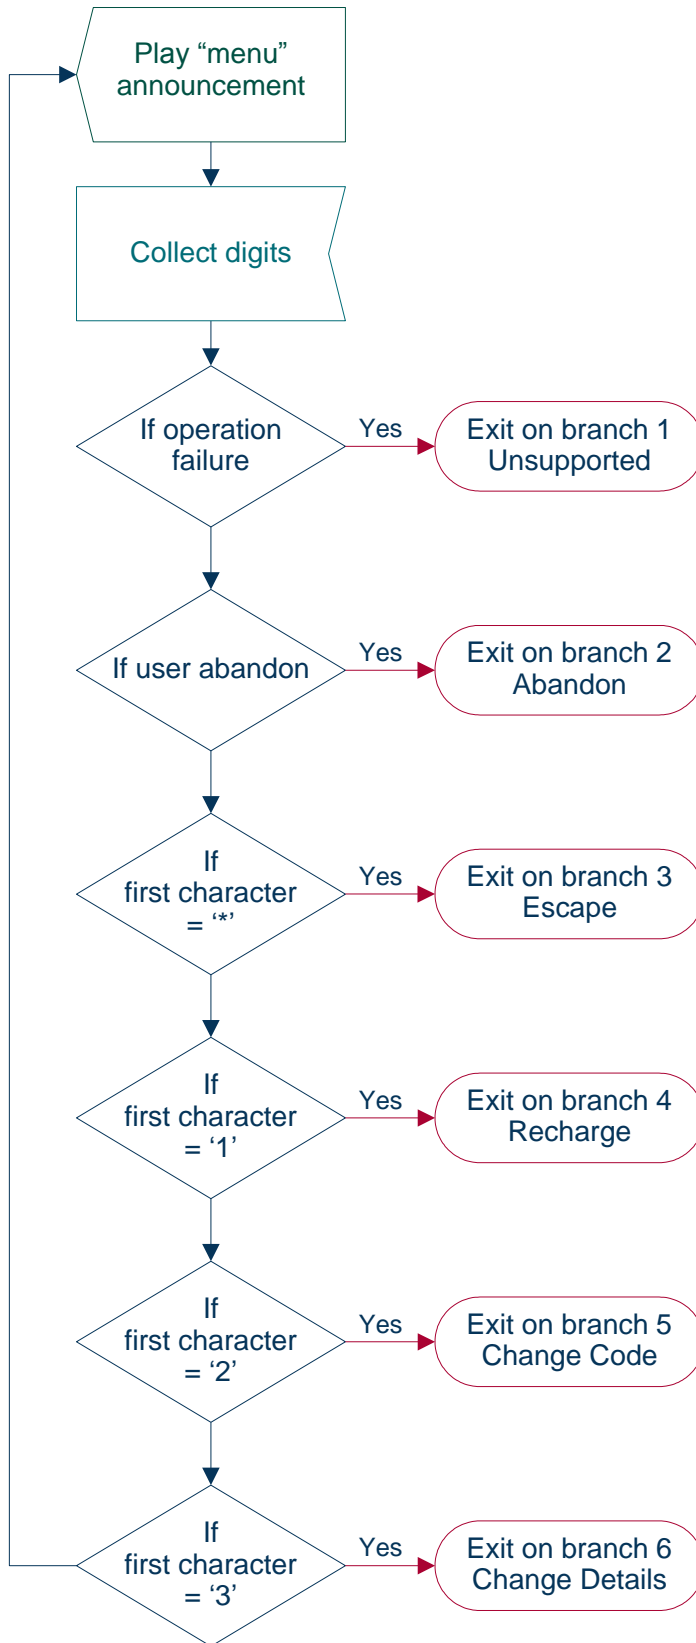 Play “menu”
announcement
Collect digits
If operation
failure
Yes
Exit on branch 1
Unsupported
If user abandon
Yes
Exit on branch 2
Abandon
If
first character
= ‘*’
Yes
Exit on branch 3
Escape
If
first character
= ‘1’
Yes
Exit on branch 4
Recharge
If
first character
= ‘2’
Yes
Exit on branch 5
Change Code
If
first character
= ‘3’
Yes
Exit on branch 6
Change Details